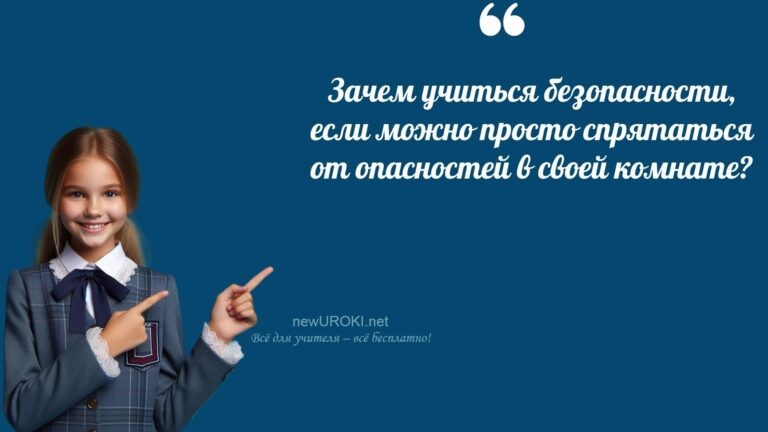 ❝
Зачем учиться безопасности,
если можно просто спрятаться
от опасностей в своей комнате?
newUROKI.net
Всё для учителя – всё бесплатно!